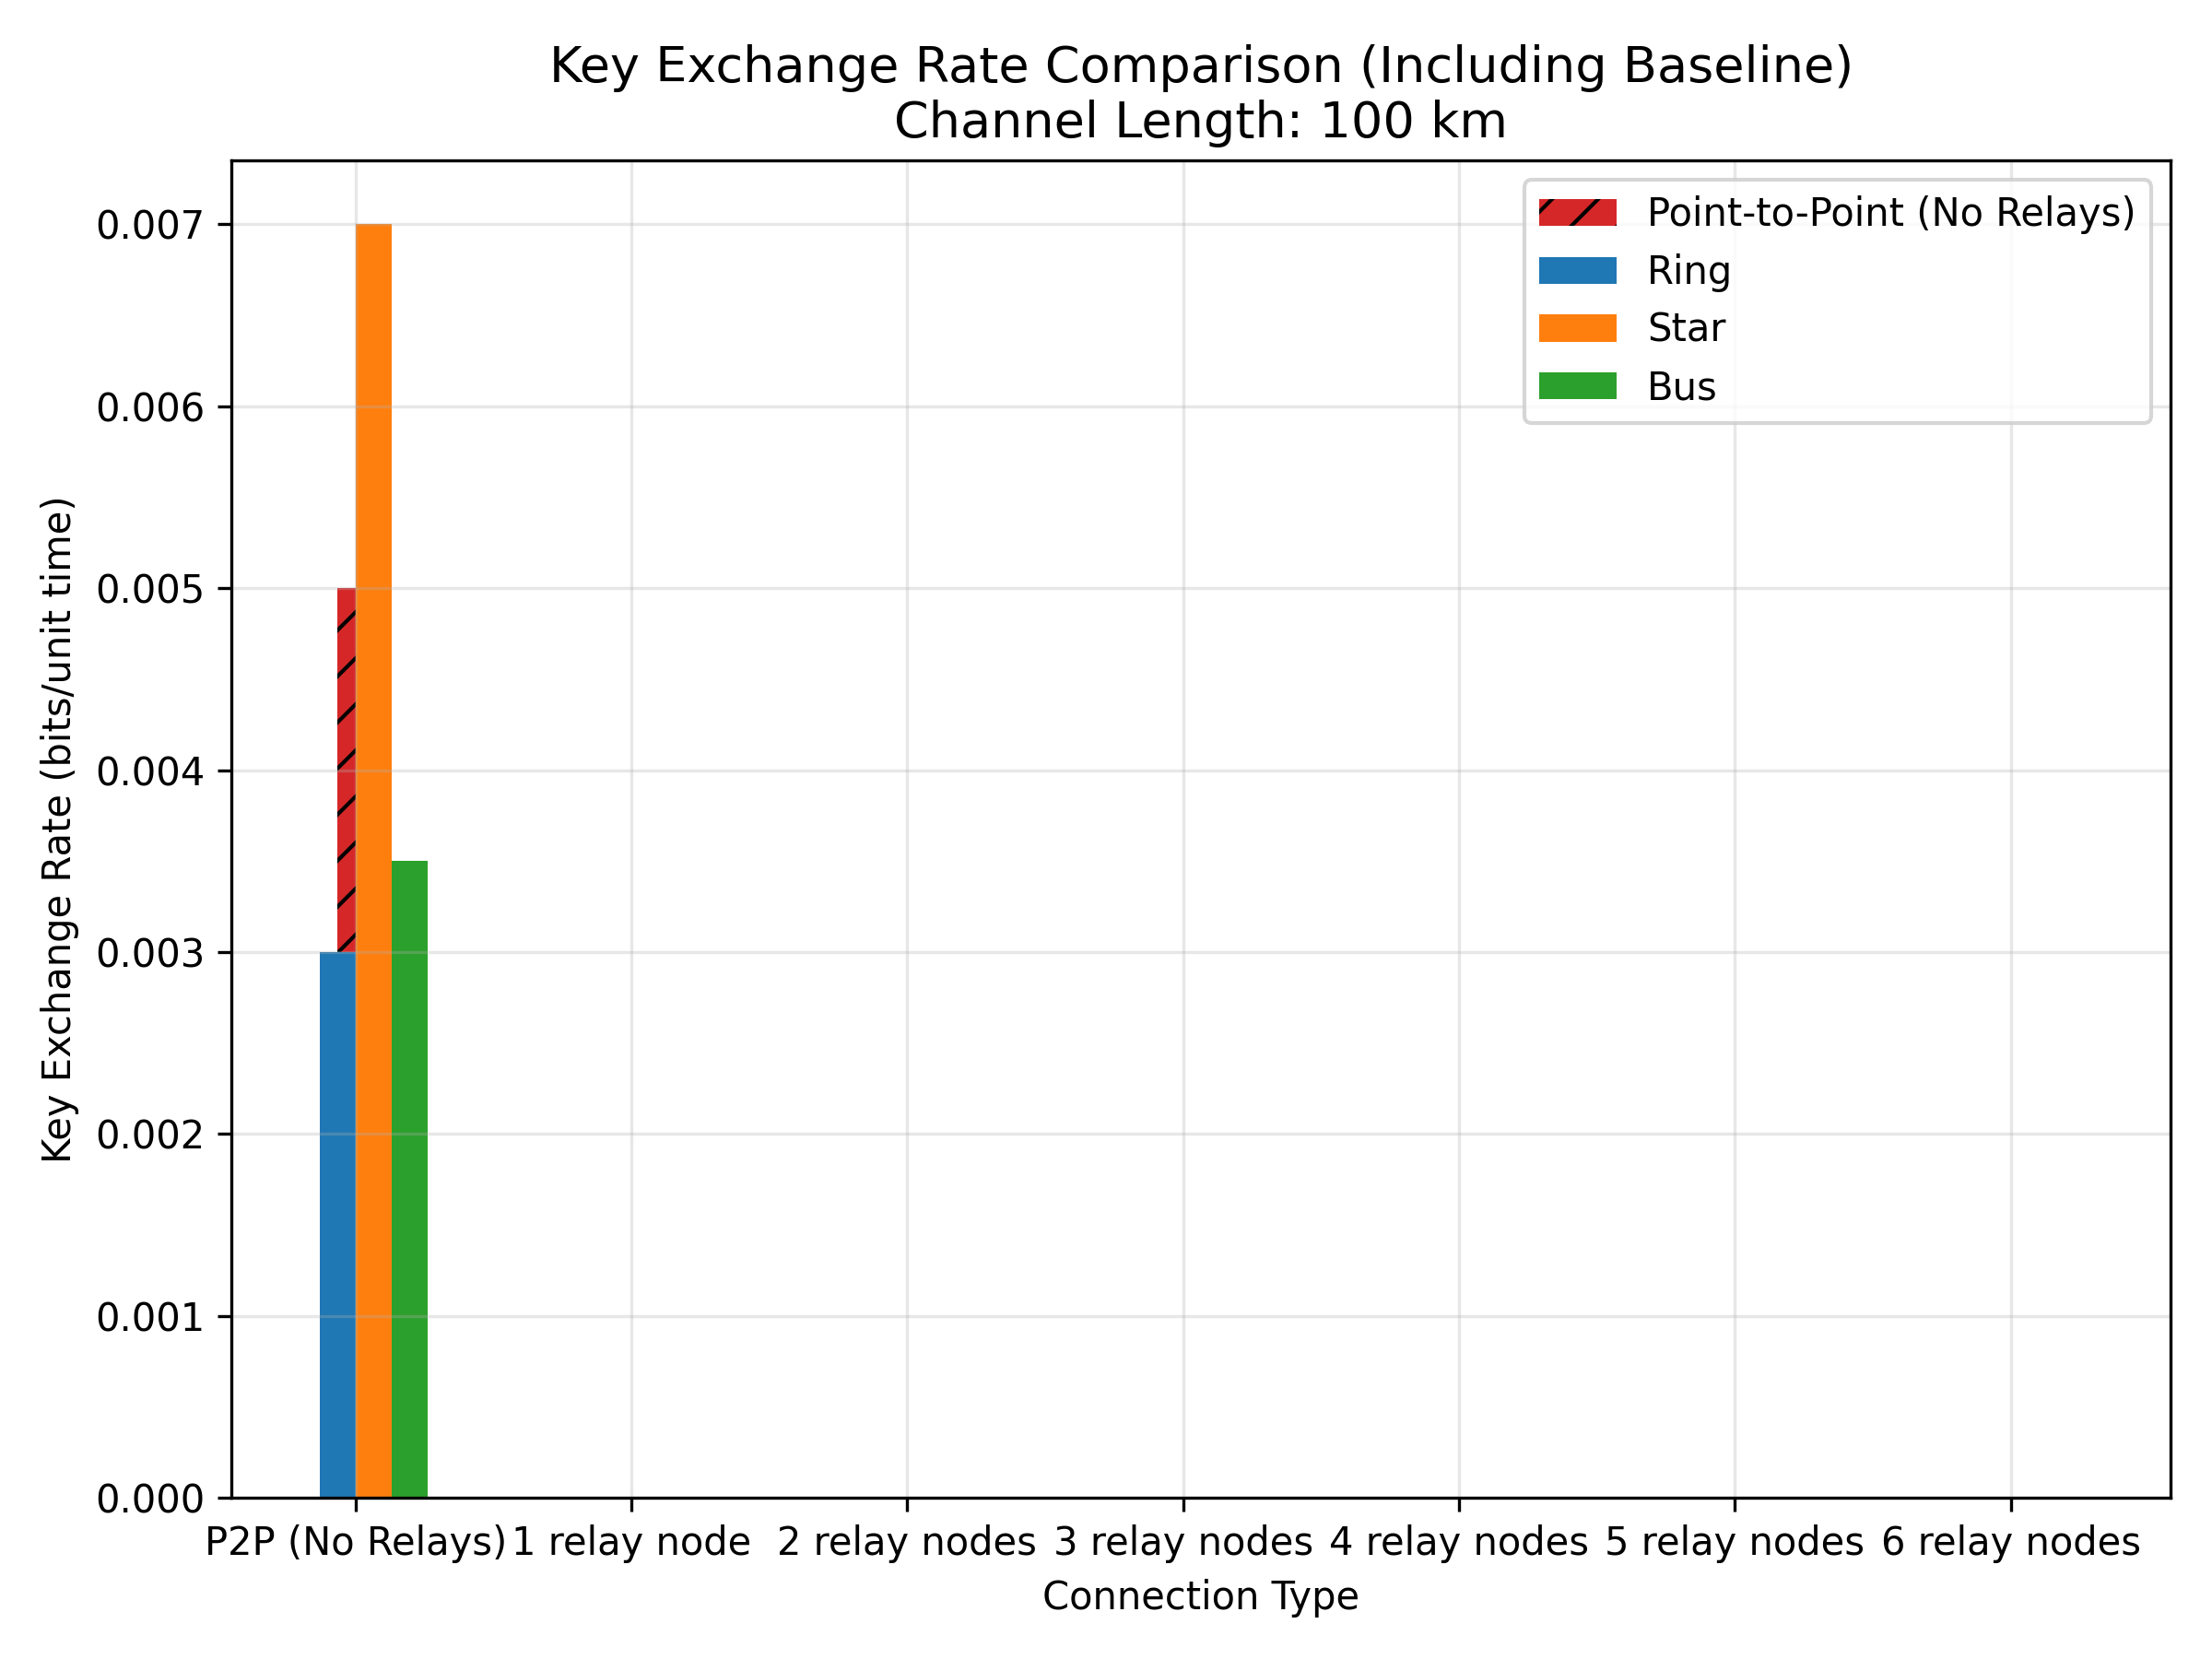 Key Exchange Rate Comparison (Including Baseline)
Channel Length: 100 km
Point-to-Point (No Relays)
Ring
Star
Bus
Key Exchange Rate (bits/unit time)
0.007
0.006
0.005
0.004
0.003
0.002
0.001
0.000
P2P (No Relays)
1 relay node
2 relay nodes
3 relay nodes
4 relay nodes
5 relay nodes
6 relay nodes
Connection Type